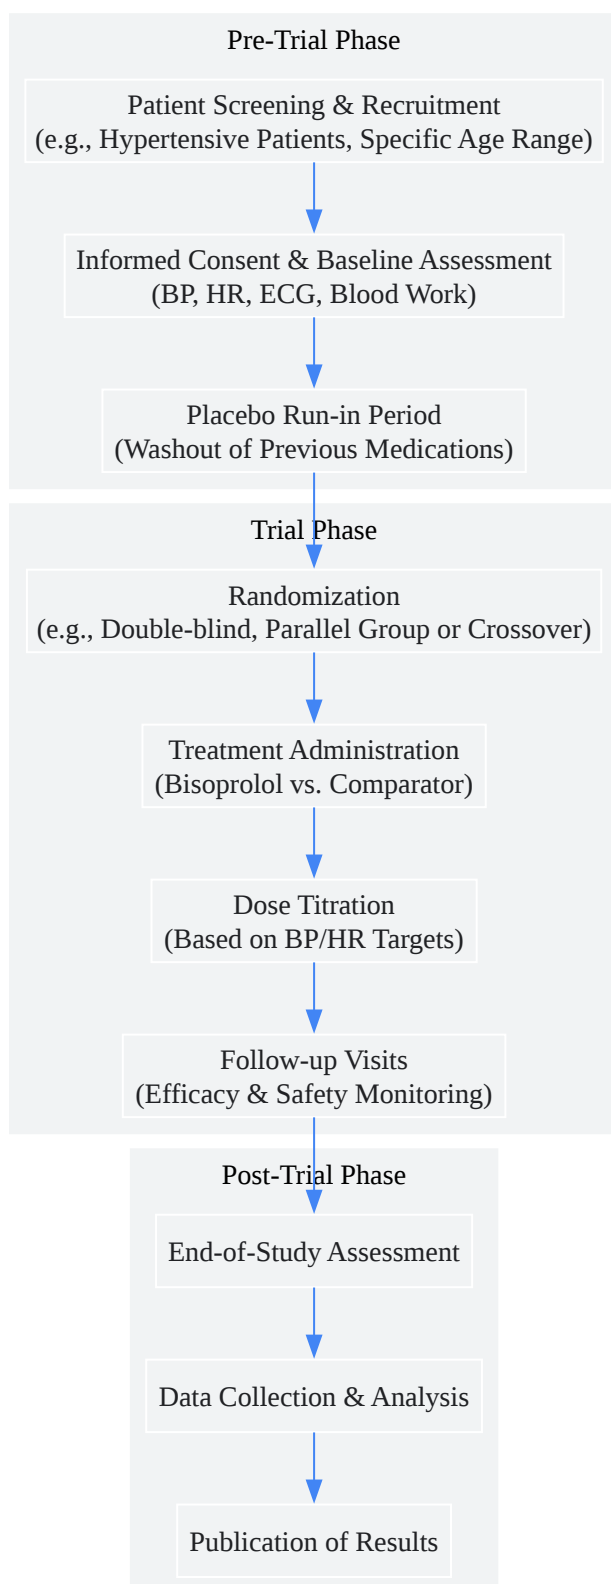 Pre-Trial Phase
Patient Screening & Recruitment
(e.g., Hypertensive Patients, Specific Age Range)
Informed Consent & Baseline Assessment
(BP, HR, ECG, Blood Work)
Placebo Run-in Period
(Washout of Previous Medications)
Trial Phase
Randomization
(e.g., Double-blind, Parallel Group or Crossover)
Treatment Administration
(Bisoprolol vs. Comparator)
Dose Titration
(Based on BP/HR Targets)
Follow-up Visits
(Efficacy & Safety Monitoring)
Post-Trial Phase
End-of-Study Assessment
Data Collection & Analysis
Publication of Results